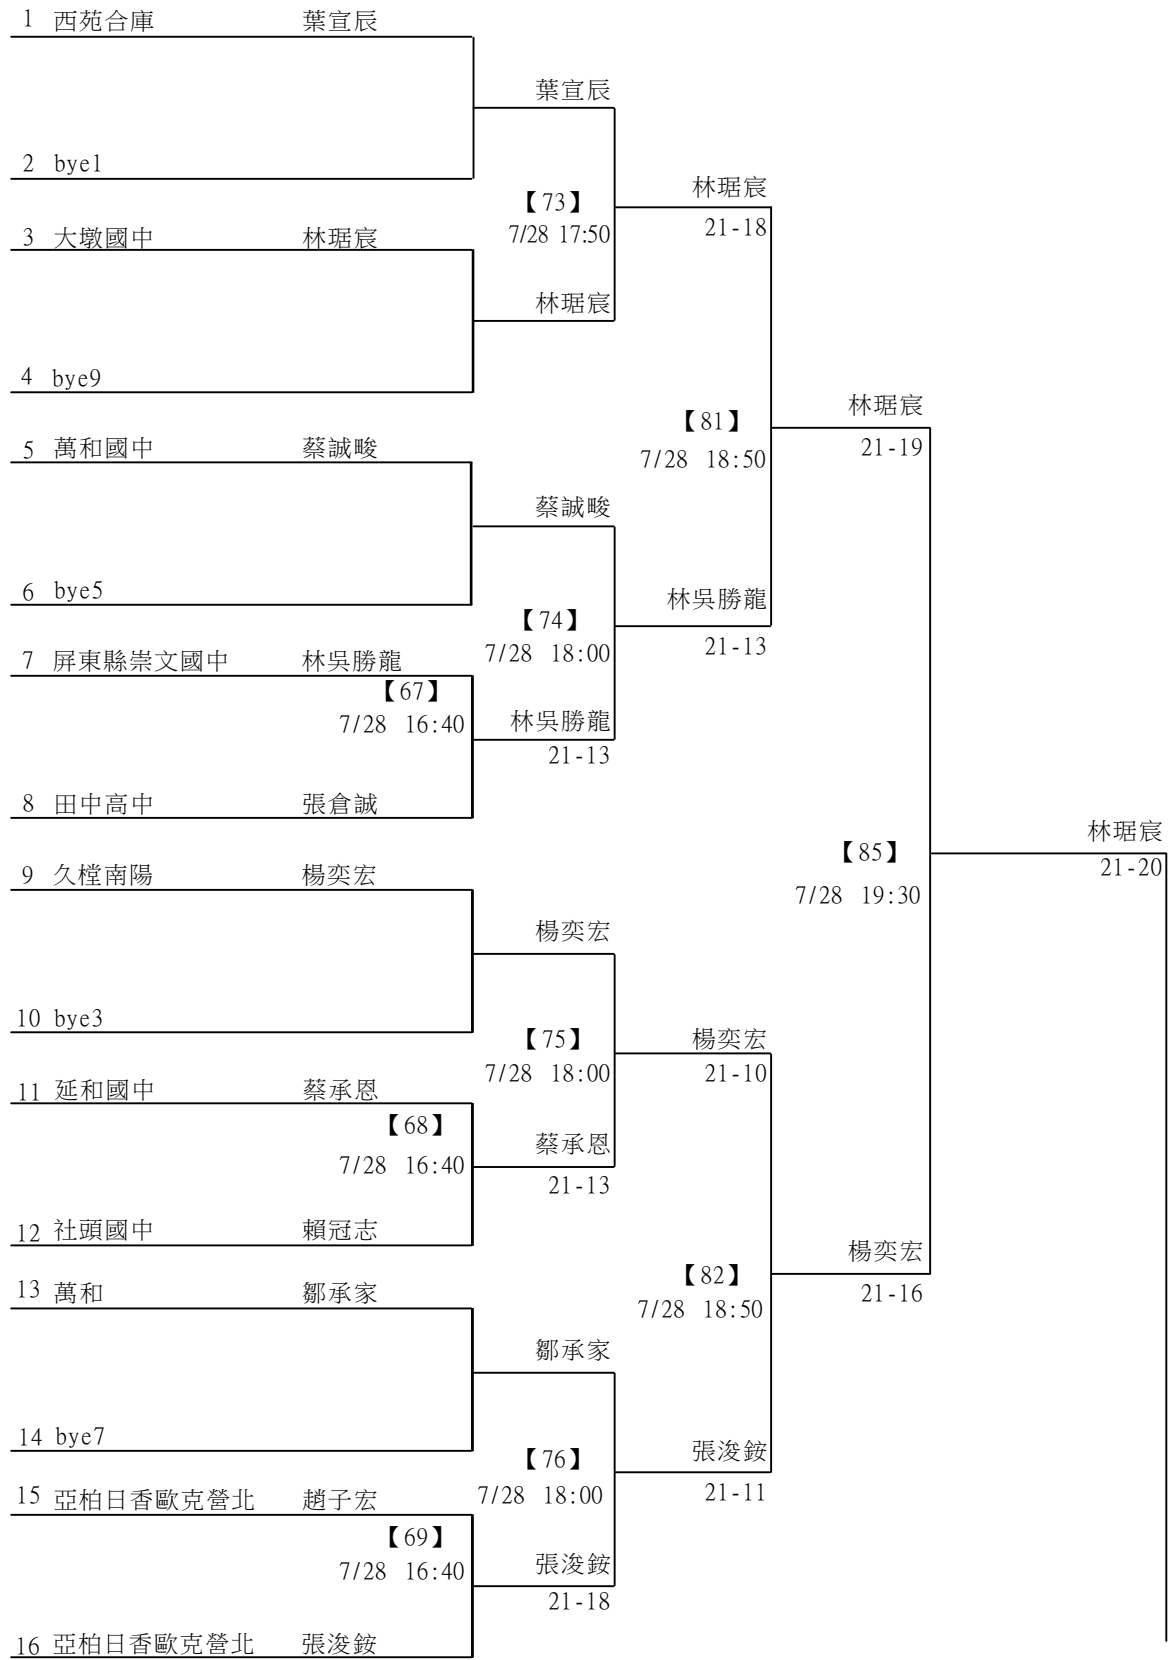 1 西苑合庫 葉宣辰
葉宣辰
2 bye1
林琚宸
【73】
21-18
7/28 17:50
3 大墩國中 林琚宸
林琚宸
4 bye9
林琚宸
【81】
21-19
7/28 18:50
5 萬和國中 蔡誠畯
蔡誠畯
6 bye5
林吳勝龍
【74】
21-13
7/28 18:00
7 屏東縣崇文國中 林吳勝龍
【67】
7/28 16:40
林吳勝龍
21-13
8 田中高中 張倉誠
林琚宸
【85】
21-20
7/28 19:30
9 久樘南陽 楊奕宏
楊奕宏
10 bye3
楊奕宏
【75】
21-10
7/28 18:00
11 延和國中 蔡承恩
【68】
蔡承恩
7/28 16:40
21-13
12 社頭國中 賴冠志
楊奕宏
【82】
21-16
7/28 18:50
13 萬和 鄒承家
鄒承家
14 bye7
張浚銨
【76】
21-11
7/28 18:00
15 亞柏日香歐克營北 趙子宏
【69】
7/28 16:40
張浚銨
21-18
16 亞柏日香歐克營北 張浚銨